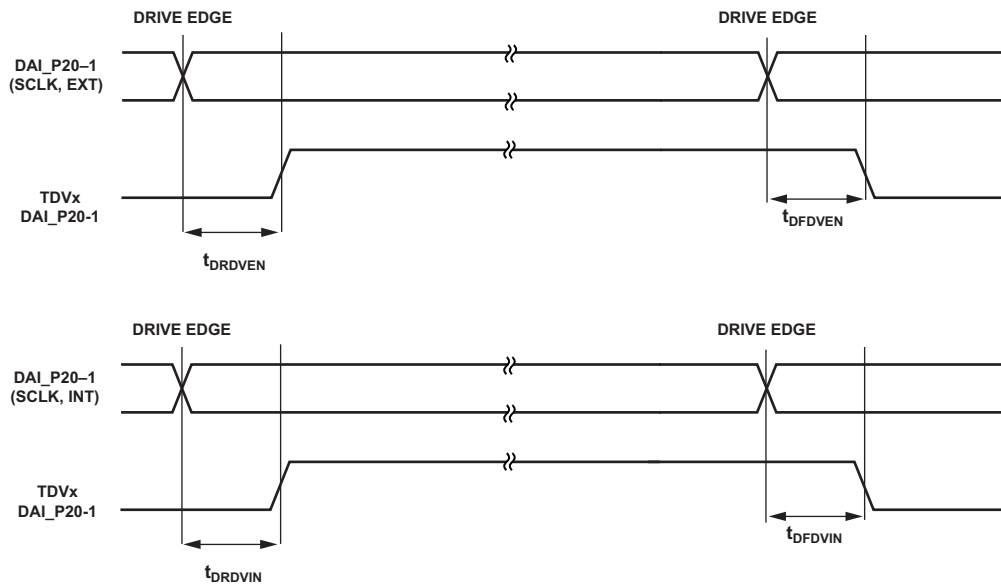 DRIVE EDGE DRIVE EDGE
DAI_P20–1
(SCLK, EXT)
TDVx
DAI_P20-1
tDRDVEN
tDFDVEN
DRIVE EDGE DRIVE EDGE
DAI_P20–1
(SCLK, INT)
TDVx
DAI_P20-1
tDRDVIN
tDFDVIN